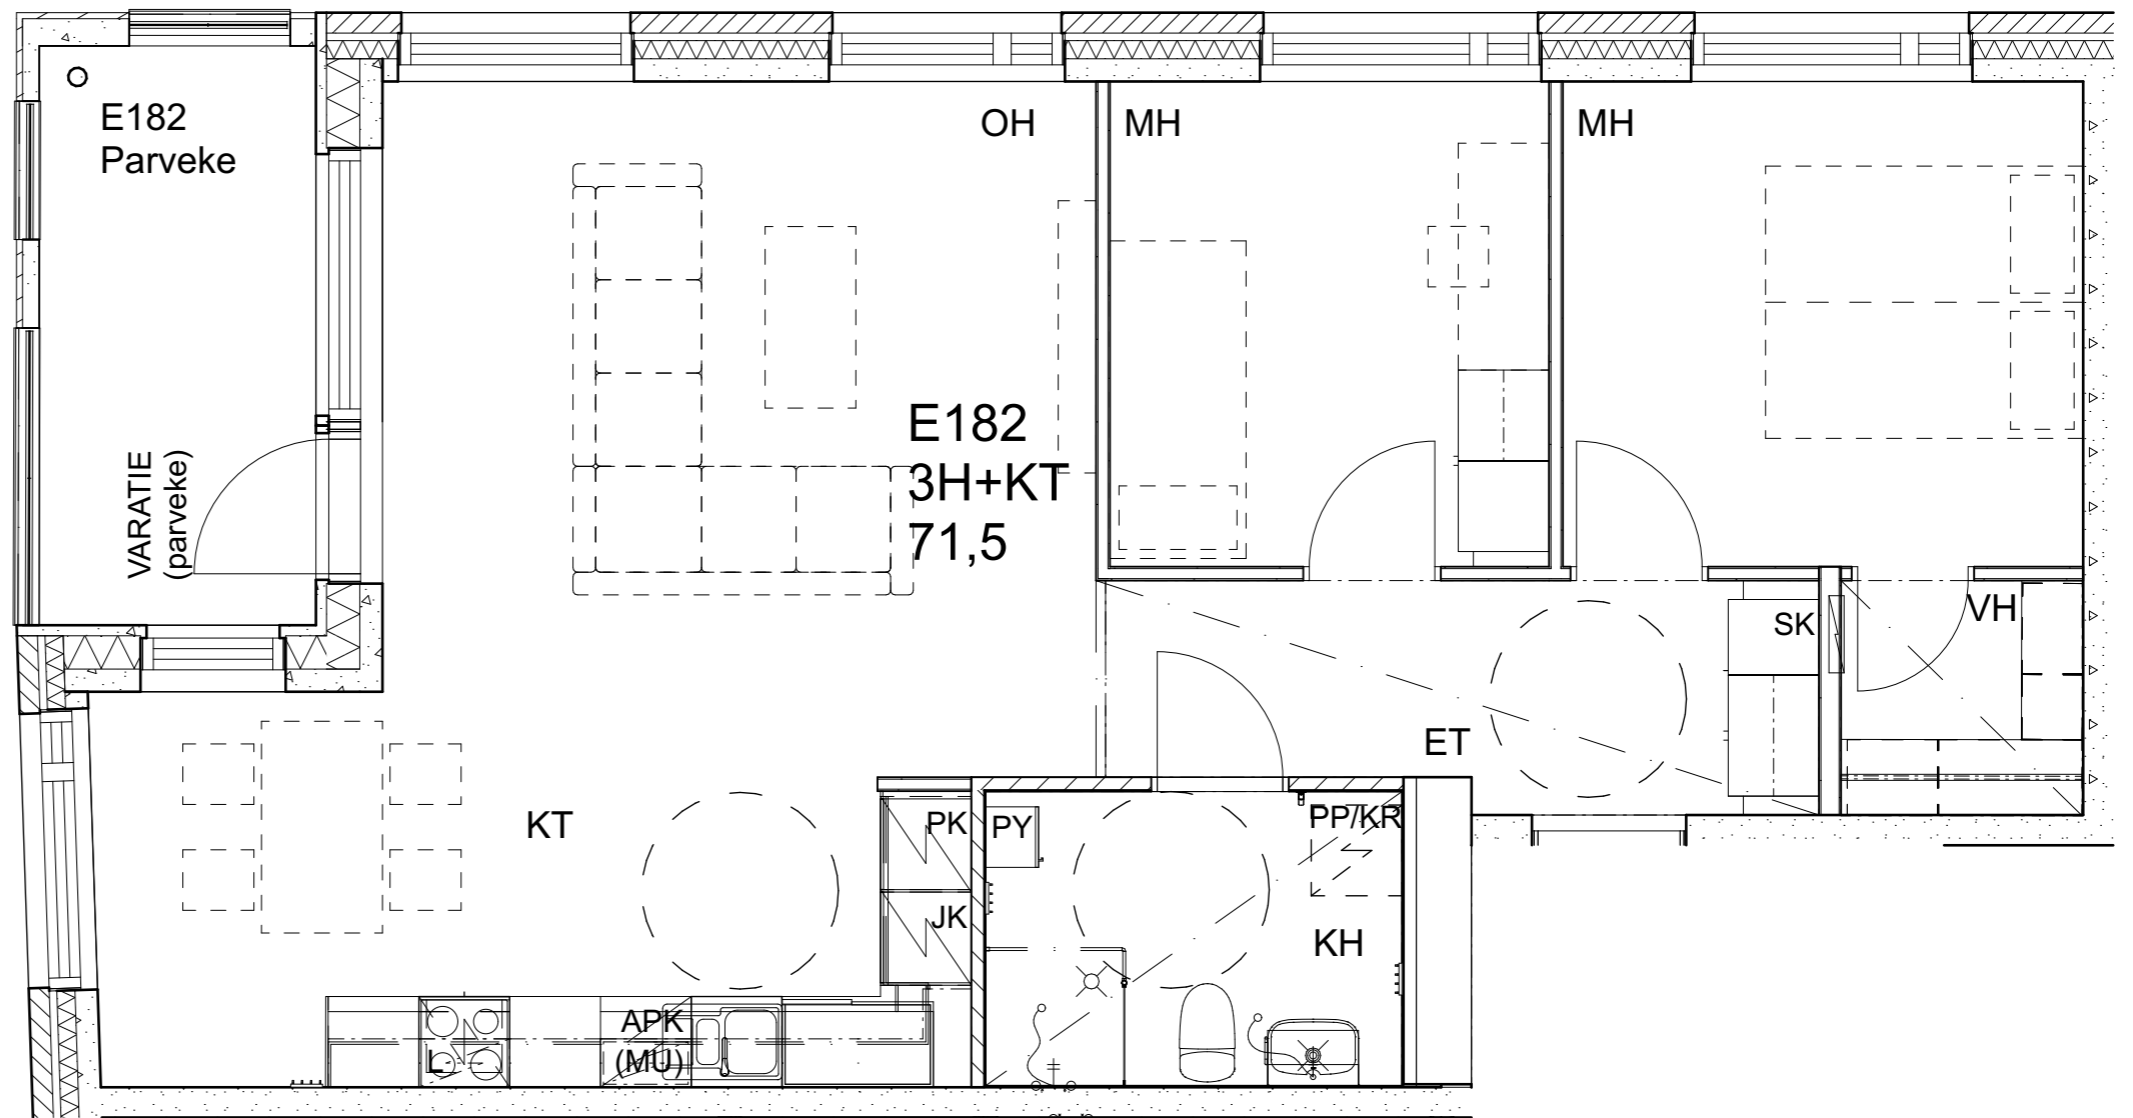 E182
Parveke
OH
MH
MH
E182
3H+KT
71,5
VARATIE
(parveke)
SK
VH
ET
KT
PK
PY
PP/KR
JK
KH
APK
(MU)
L